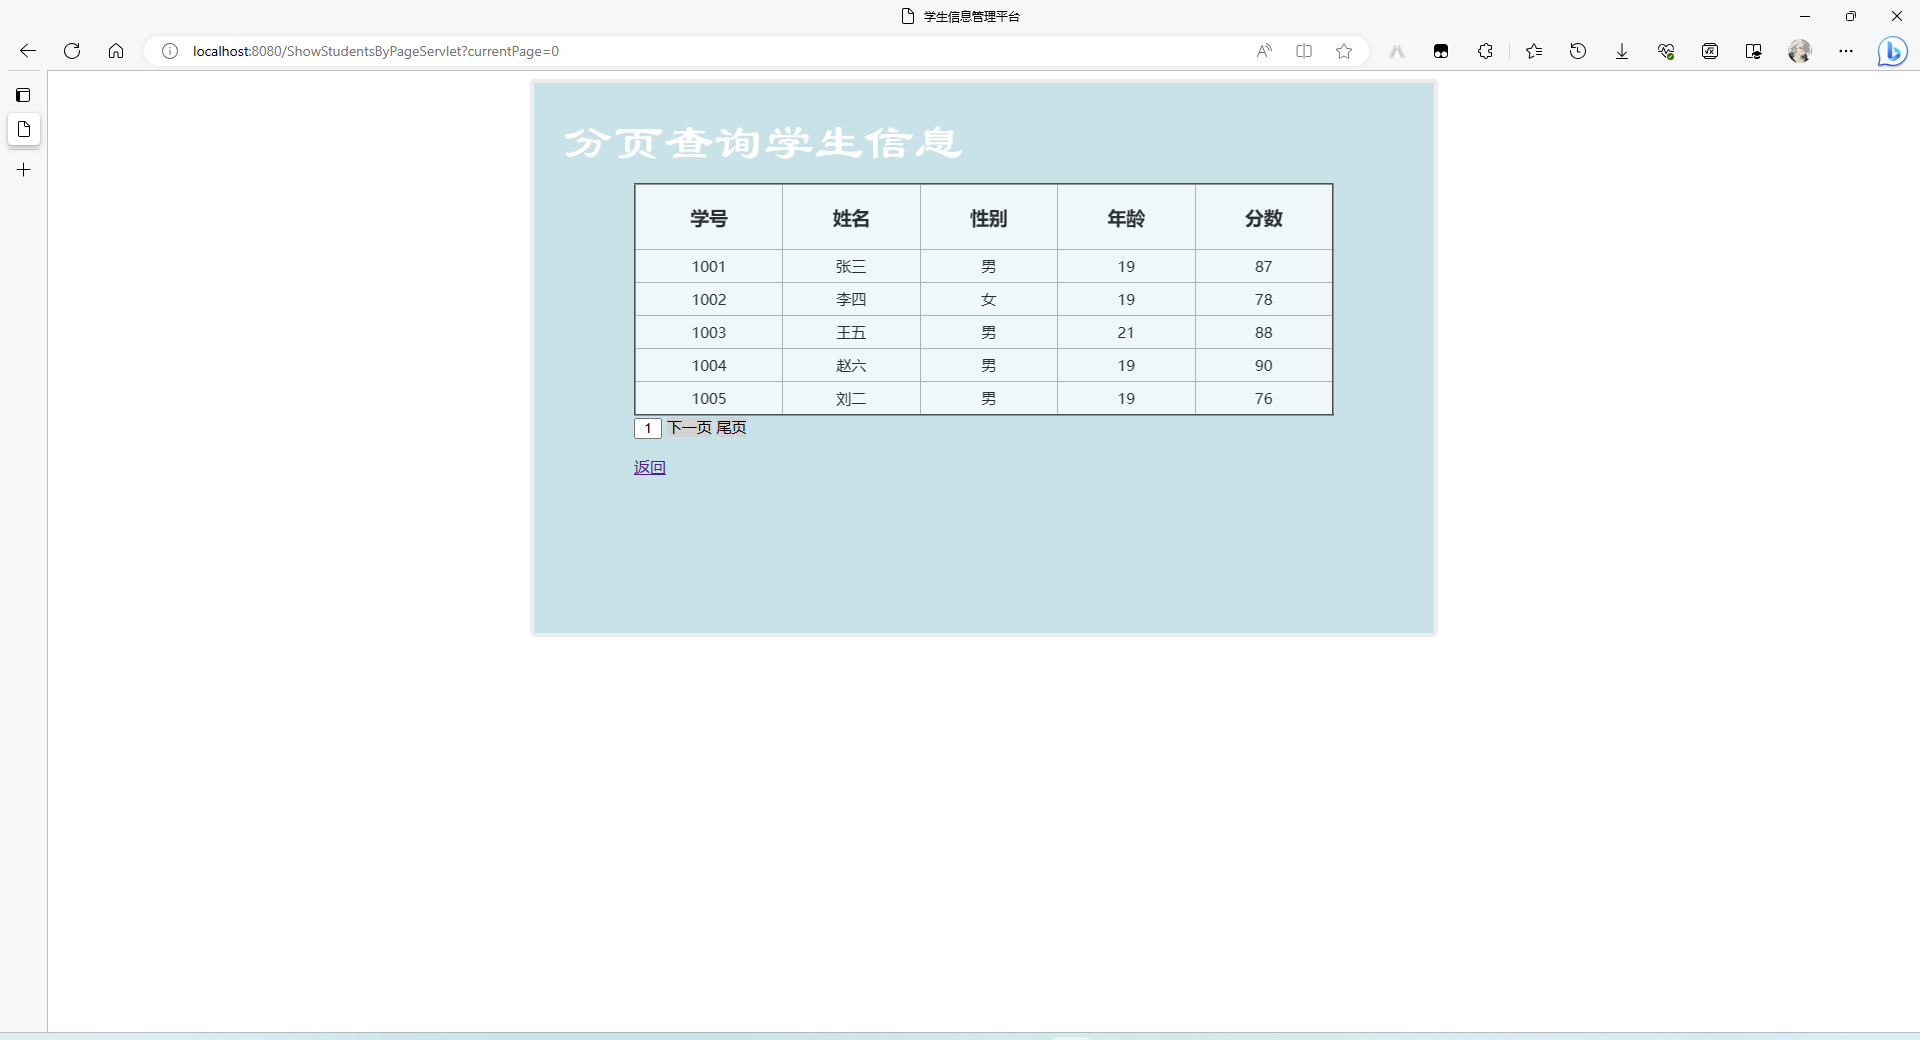 学生信息管理平台
localhost:8080/ShowStudentsByPageServlet?currentPage=0
分页查询学生信息
学号 姓名 性别 年龄 分数
1001 张三 男 19 87
1002 李四 女 19 78
1003 王五 男 21 88
1004 赵六 男 19 90
1005 刘二 男 19 76
1 下一页 尾页
返回